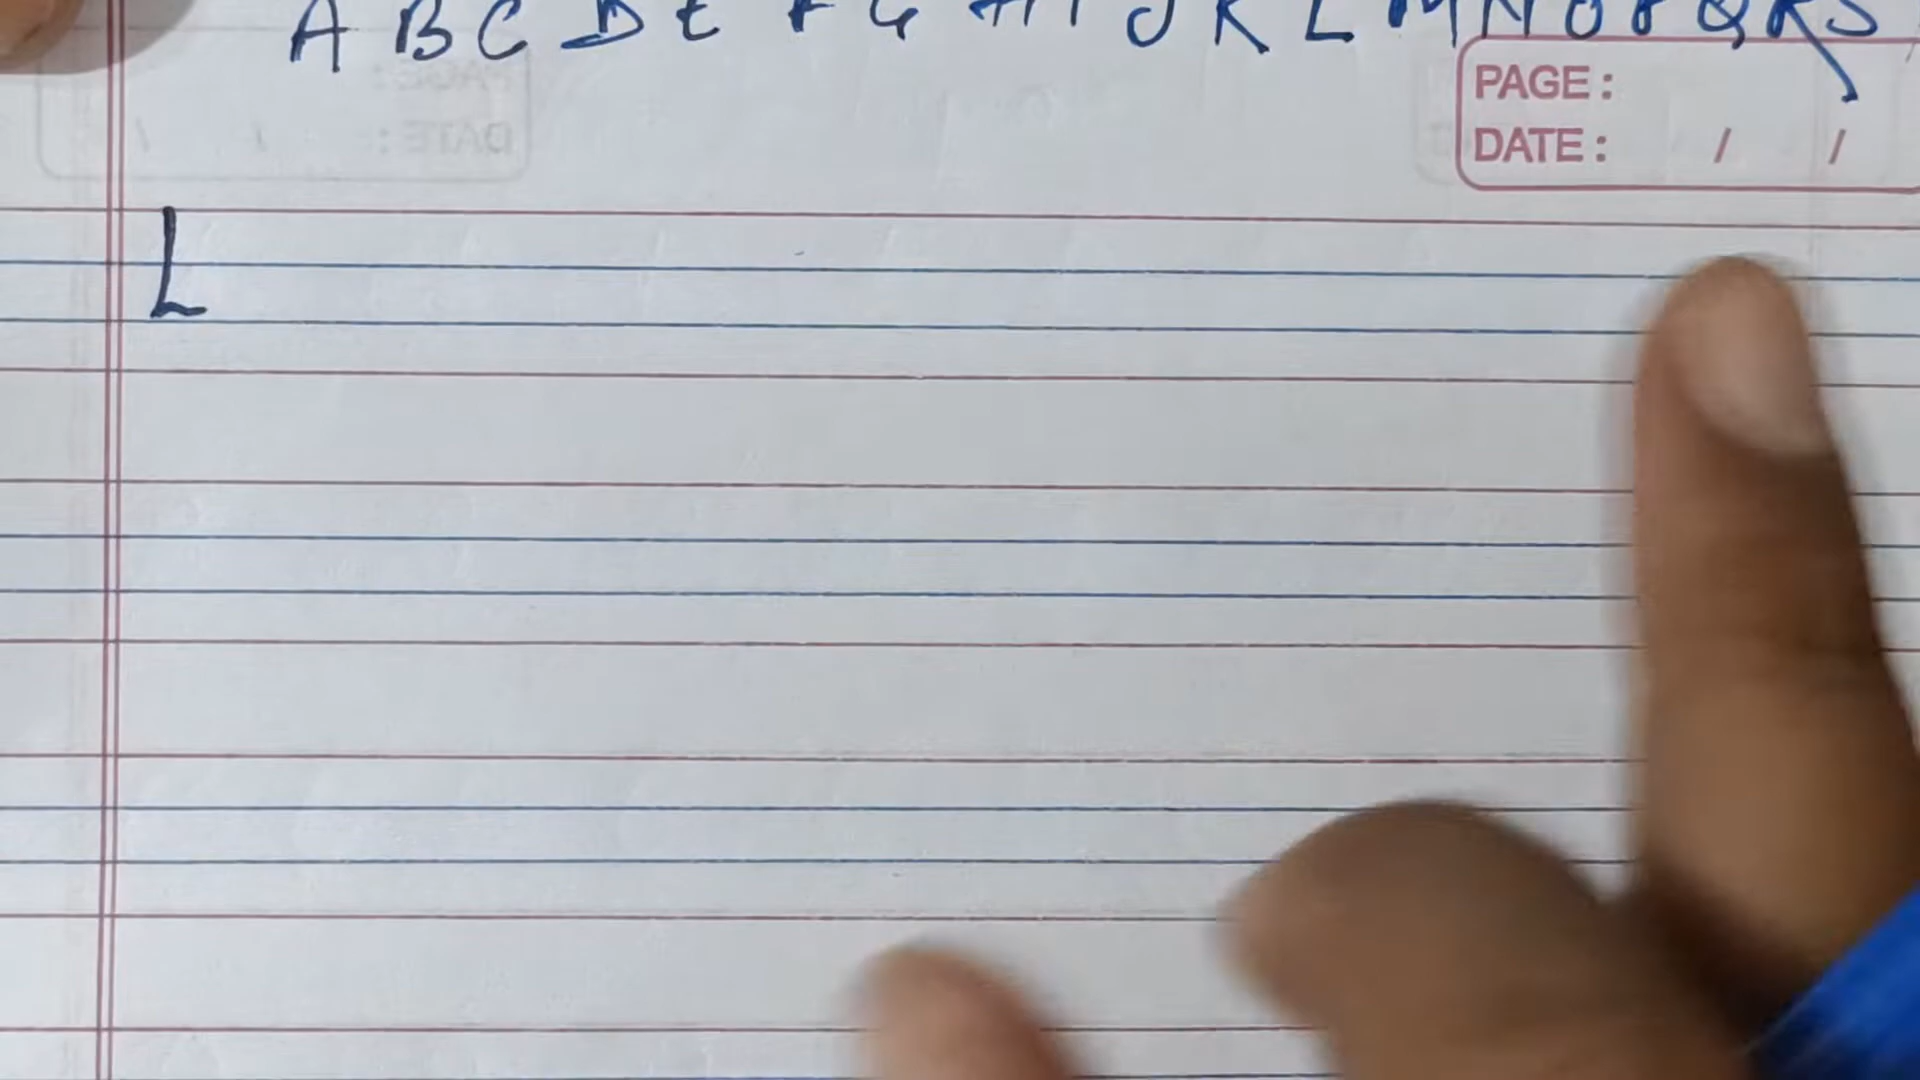 A B C D E F G H I J K L M N O P Q R S
PAGE :
DATE : / /
L